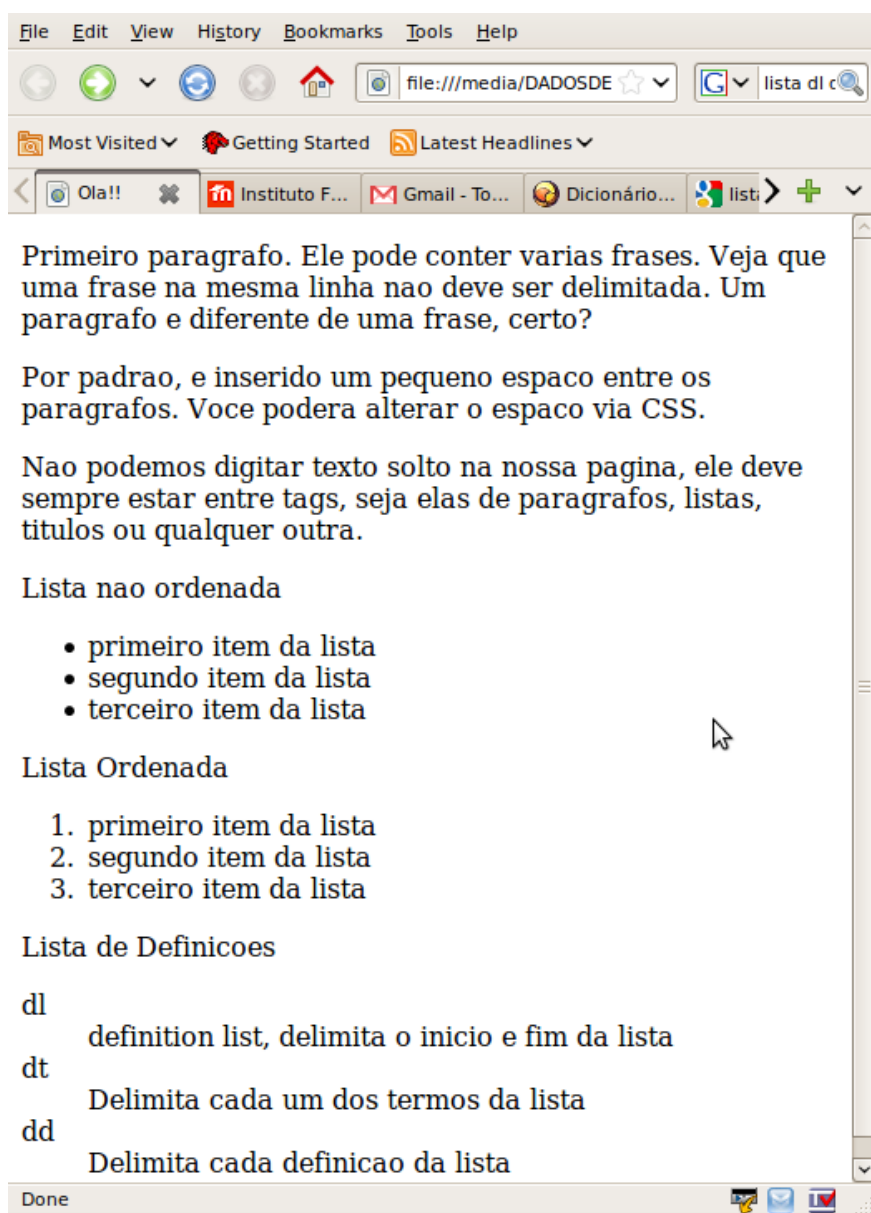 File Edit View History Bookmarks Tools Help
file:///media/DADOSDE
G lista dl
Most Visited Getting Started Latest Headlines
Ola!! Instituto F... Gmail - To... Dicionário... lista
Primeiro paragrafo. Ele pode conter varias frases. Veja que
uma frase na mesma linha nao deve ser delimitada. Um
paragrafo e diferente de uma frase, certo?
Por padrao, e inserido um pequeno espaco entre os
paragrafos. Voce podera alterar o espaco via CSS.
Nao podemos digitar texto solto na nossa pagina, ele deve
sempre estar entre tags, seja elas de paragrafos, listas,
titulos ou qualquer outra.
Lista nao ordenada
• primeiro item da lista
• segundo item da lista
• terceiro item da lista
Lista Ordenada
1. primeiro item da lista
2. segundo item da lista
3. terceiro item da lista
Lista de Definicoes
dl
definition list, delimita o inicio e fim da lista
dt
Delimita cada um dos termos da lista
dd
Delimita cada definicao da lista
Done